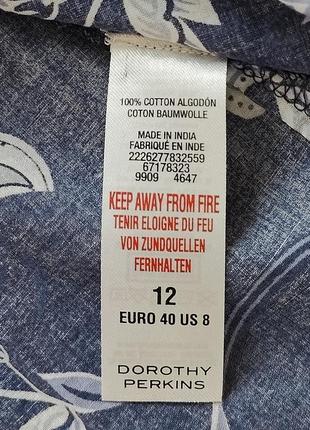 100% COTTON ALGODÓN
COTON BAUMWOLLE
MADE IN INDIA
FABRIQUÉ EN INDE
2226277832559
67178323
9909 4647
KEEP AWAY FROM FIRE
TENIR ELOIGNE DU FEU
VON ZUNDQUELLEN
FERNHALTEN
12
EURO 40 US 8
DOROTHY
PERKINS